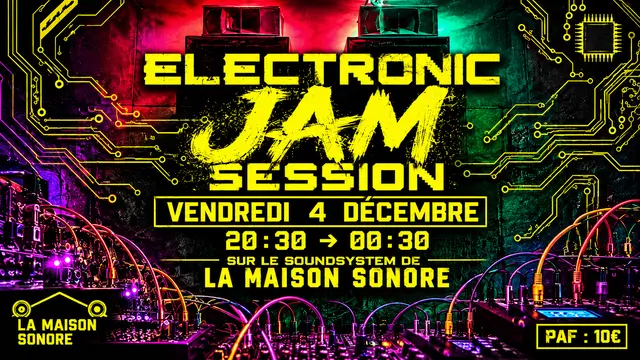 ELECTRONIC
JAM
SESSION
VENDREDI 4 DÉCEMBRE
20:30 → 00:30
SUR LE SOUNDSYSTEM DE
LA MAISON SONORE
LA MAISON
SONORE
PAF : 10€